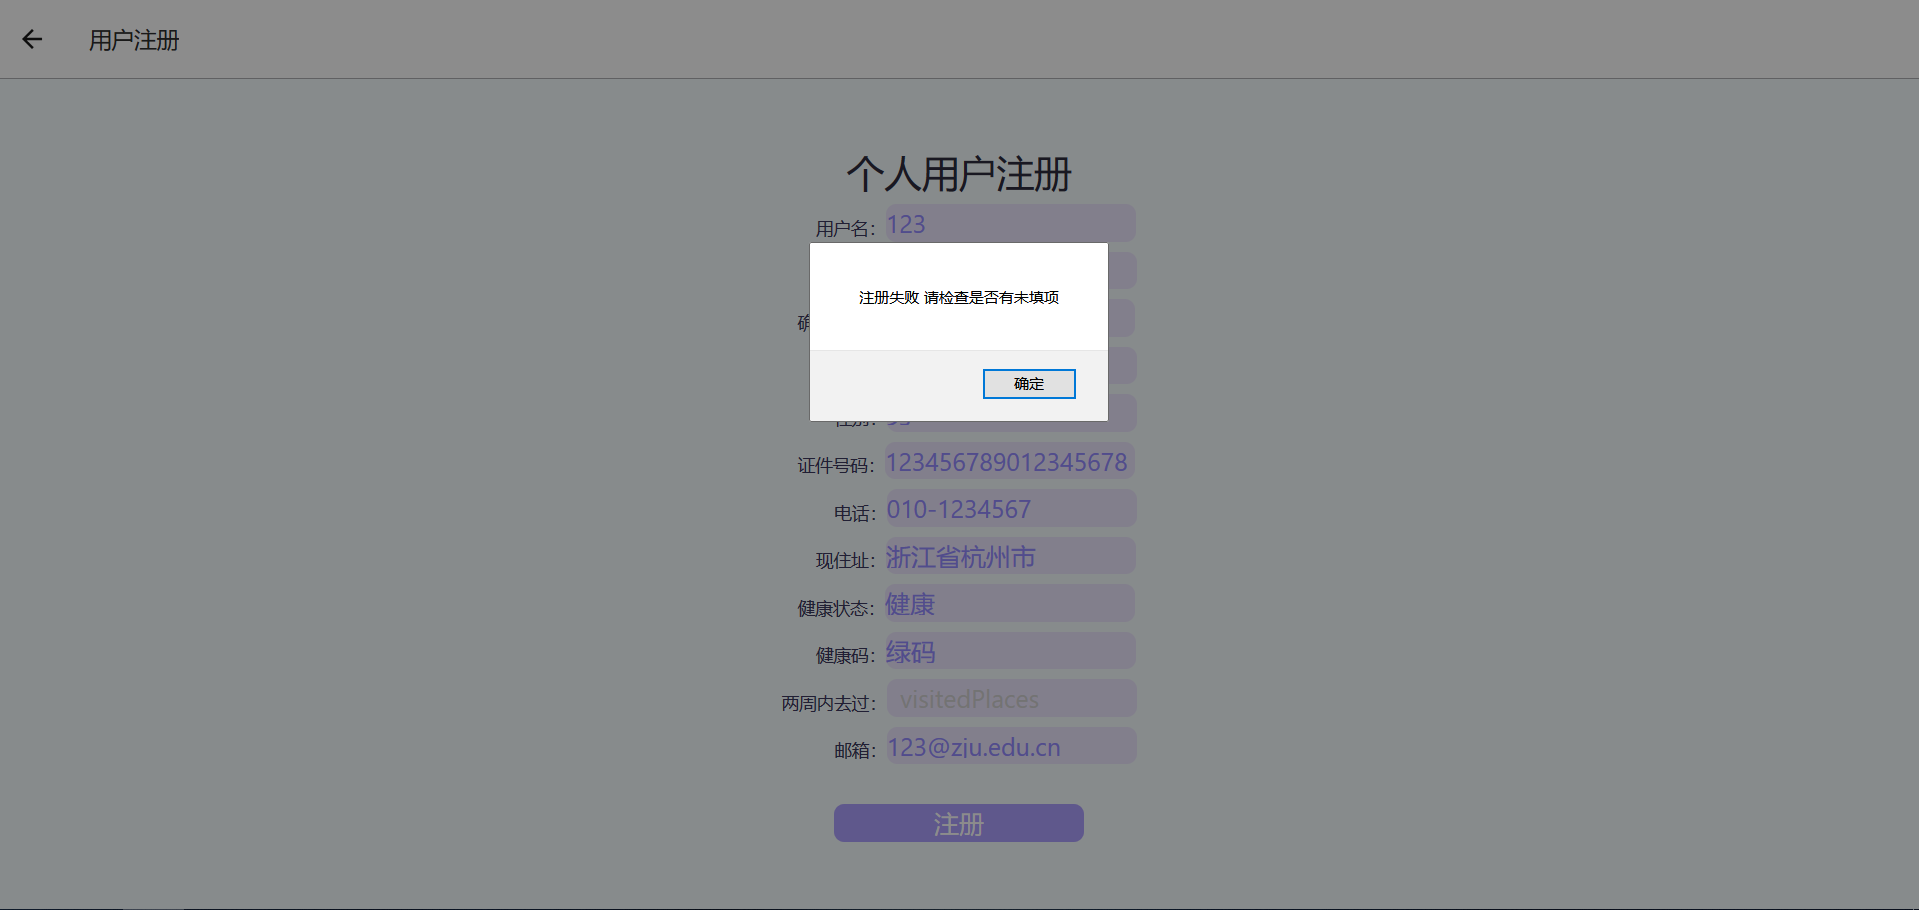 用户注册
个人用户注册
用户名： 123
注册失败 请检查是否有未填项
确定
证件号码： 123456789012345678
电话： 010-1234567
现住址： 浙江省杭州市
健康状态： 健康
健康码： 绿码
两周内去过： visitedPlaces
邮箱： 123@zju.edu.cn
注册